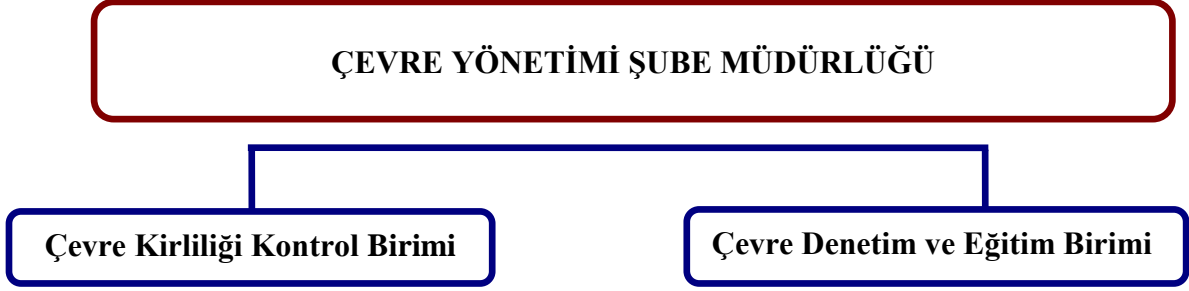 ÇEVRE YÖNETİMİ ŞUBE MÜDÜRLÜĞÜ
Çevre Kirliliği Kontrol Birimi
Çevre Denetim ve Eğitim Birimi